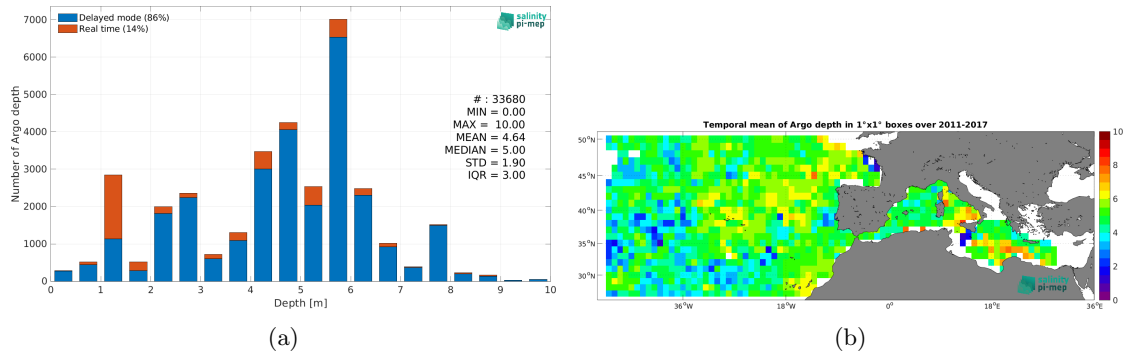 Delayed mode (86%)
Real time (14%)
salinity
pi-mep
7000
6000
5000
4000
3000
2000
1000
0
Number of Argo depth
# : 33680
MIN = 0.00
MAX = 10.00
MEAN = 4.64
MEDIAN = 5.00
STD = 1.90
IQR = 3.00
0 1 2 3 4 5 6 7 8 9 10
Depth [m]
(a)
Temporal mean of Argo depth in 1°x1° boxes over 2011-2017
50°N
45°N
40°N
35°N
30°N
36°W 18°W 0° 18°E 36°E
10
8
6
4
2
0
salinity
pi-mep
(b)